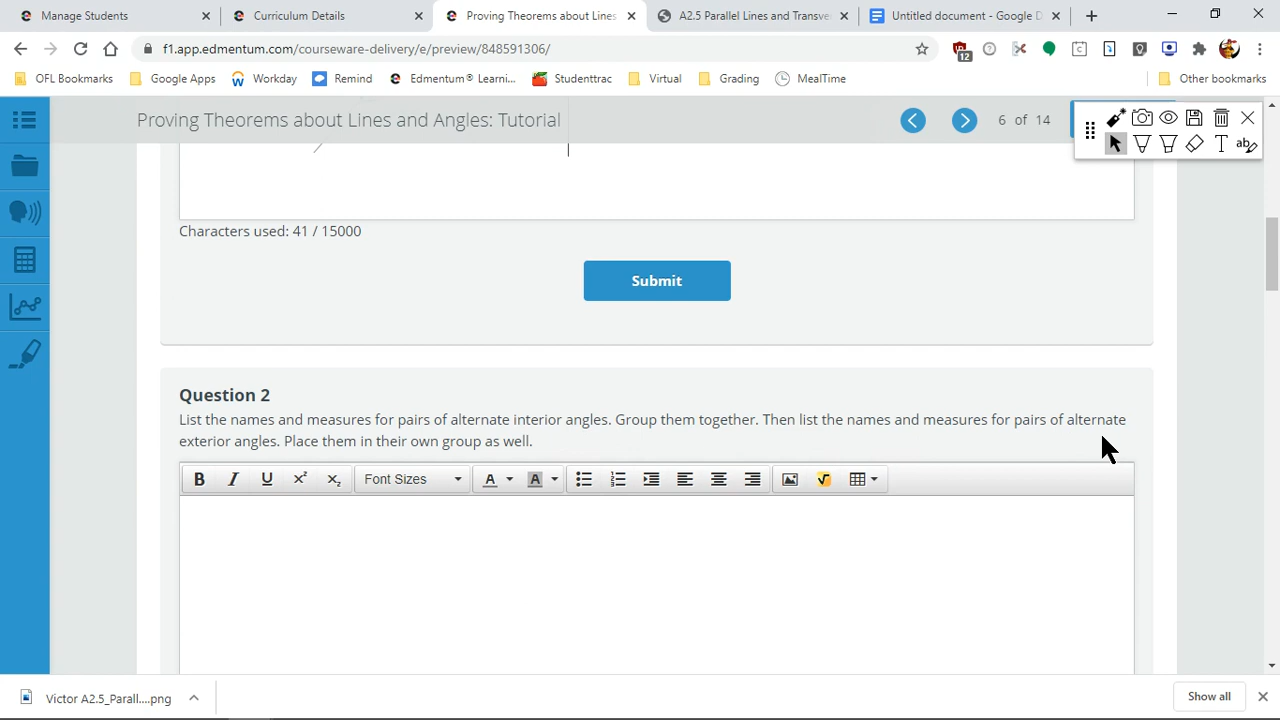 Manage Students
Curriculum Details
Proving Theorems about Lines
A2.5 Parallel Lines and Transve
Untitled document - Google D
f1.app.edmentum.com/courseware-delivery/e/preview/848591306/
12
OFL Bookmarks
Google Apps
Workday
Remind
Edmentum® Learni...
Studenttrac
Virtual
Grading
MealTime
Other bookmarks
Proving Theorems about Lines and Angles: Tutorial
6 of 14
Characters used: 41 / 15000
Submit
Question 2
List the names and measures for pairs of alternate interior angles. Group them together. Then list the names and measures for pairs of alternate
exterior angles. Place them in their own group as well.
B I U x² x₂ Font Sizes A A
Victor A2.5_Parall....png
Show all